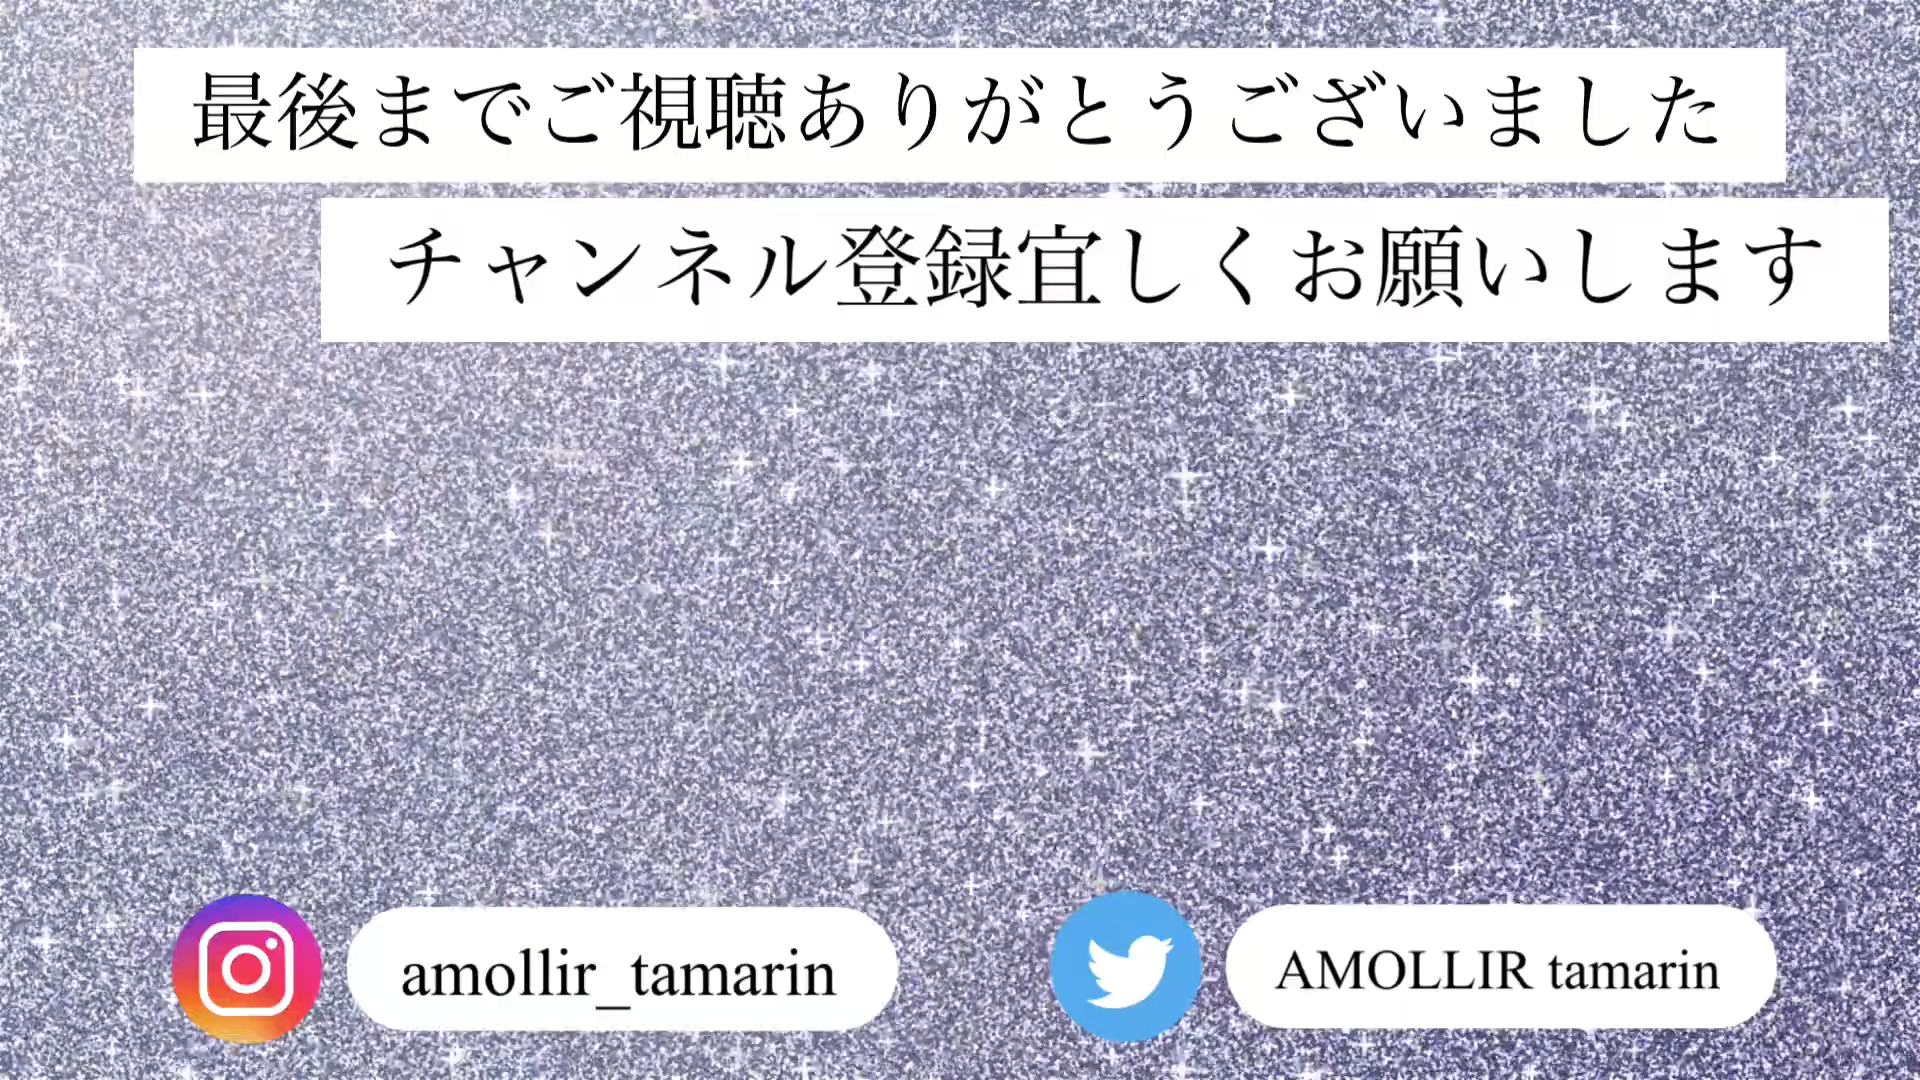 最後までご視聴ありがとうございました
チャンネル登録宜しくお願いします
amollir_tamarin
AMOLLIR tamarin